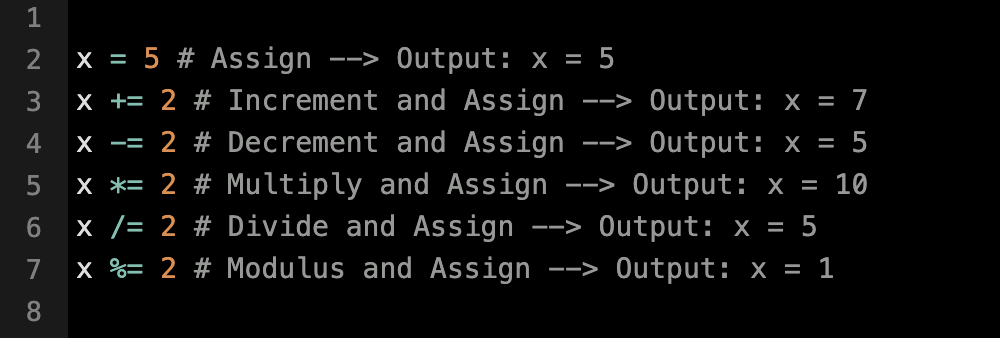 1
2 x = 5 # Assign --> Output: x = 5
3 x += 2 # Increment and Assign --> Output: x = 7
4 x -= 2 # Decrement and Assign --> Output: x = 5
5 x *= 2 # Multiply and Assign --> Output: x = 10
6 x /= 2 # Divide and Assign --> Output: x = 5
7 x %= 2 # Modulus and Assign --> Output: x = 1
8